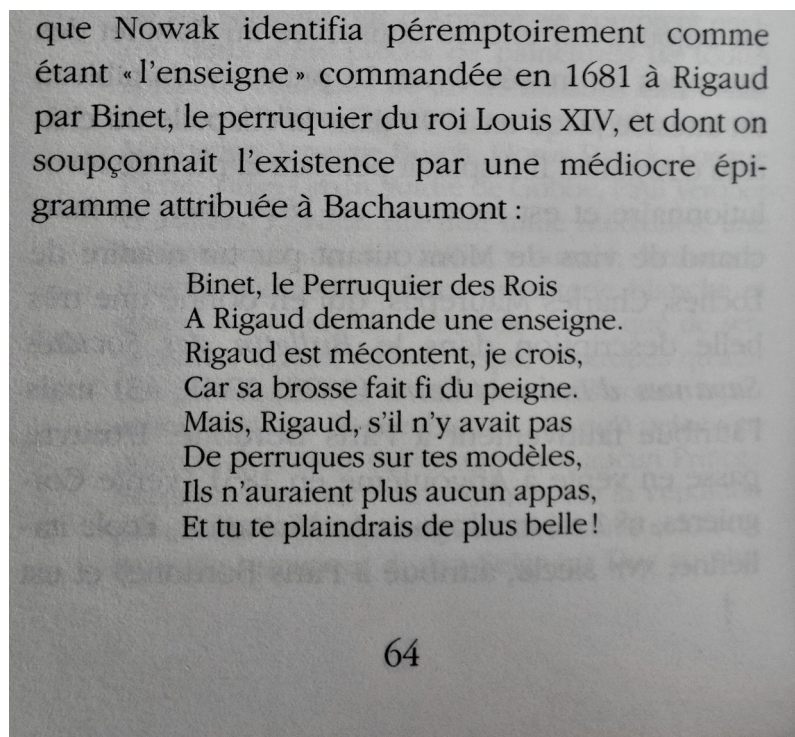 que Nowak identifia péremptoirement comme
étant « l'enseigne » commandée en 1681 à Rigaud
par Binet, le perruquier du roi Louis XIV, et dont on
soupçonnait l'existence par une médiocre épi-
gramme attribuée à Bachaumont :
Binet, le Perruquier des Rois
A Rigaud demande une enseigne.
Rigaud est mécontent, je crois,
Car sa brosse fait fi du peigne.
Mais, Rigaud, s'il n'y avait pas
De perruques sur tes modèles,
Ils n'auraient plus aucun appas,
Et tu te plaindrais de plus belle !
64